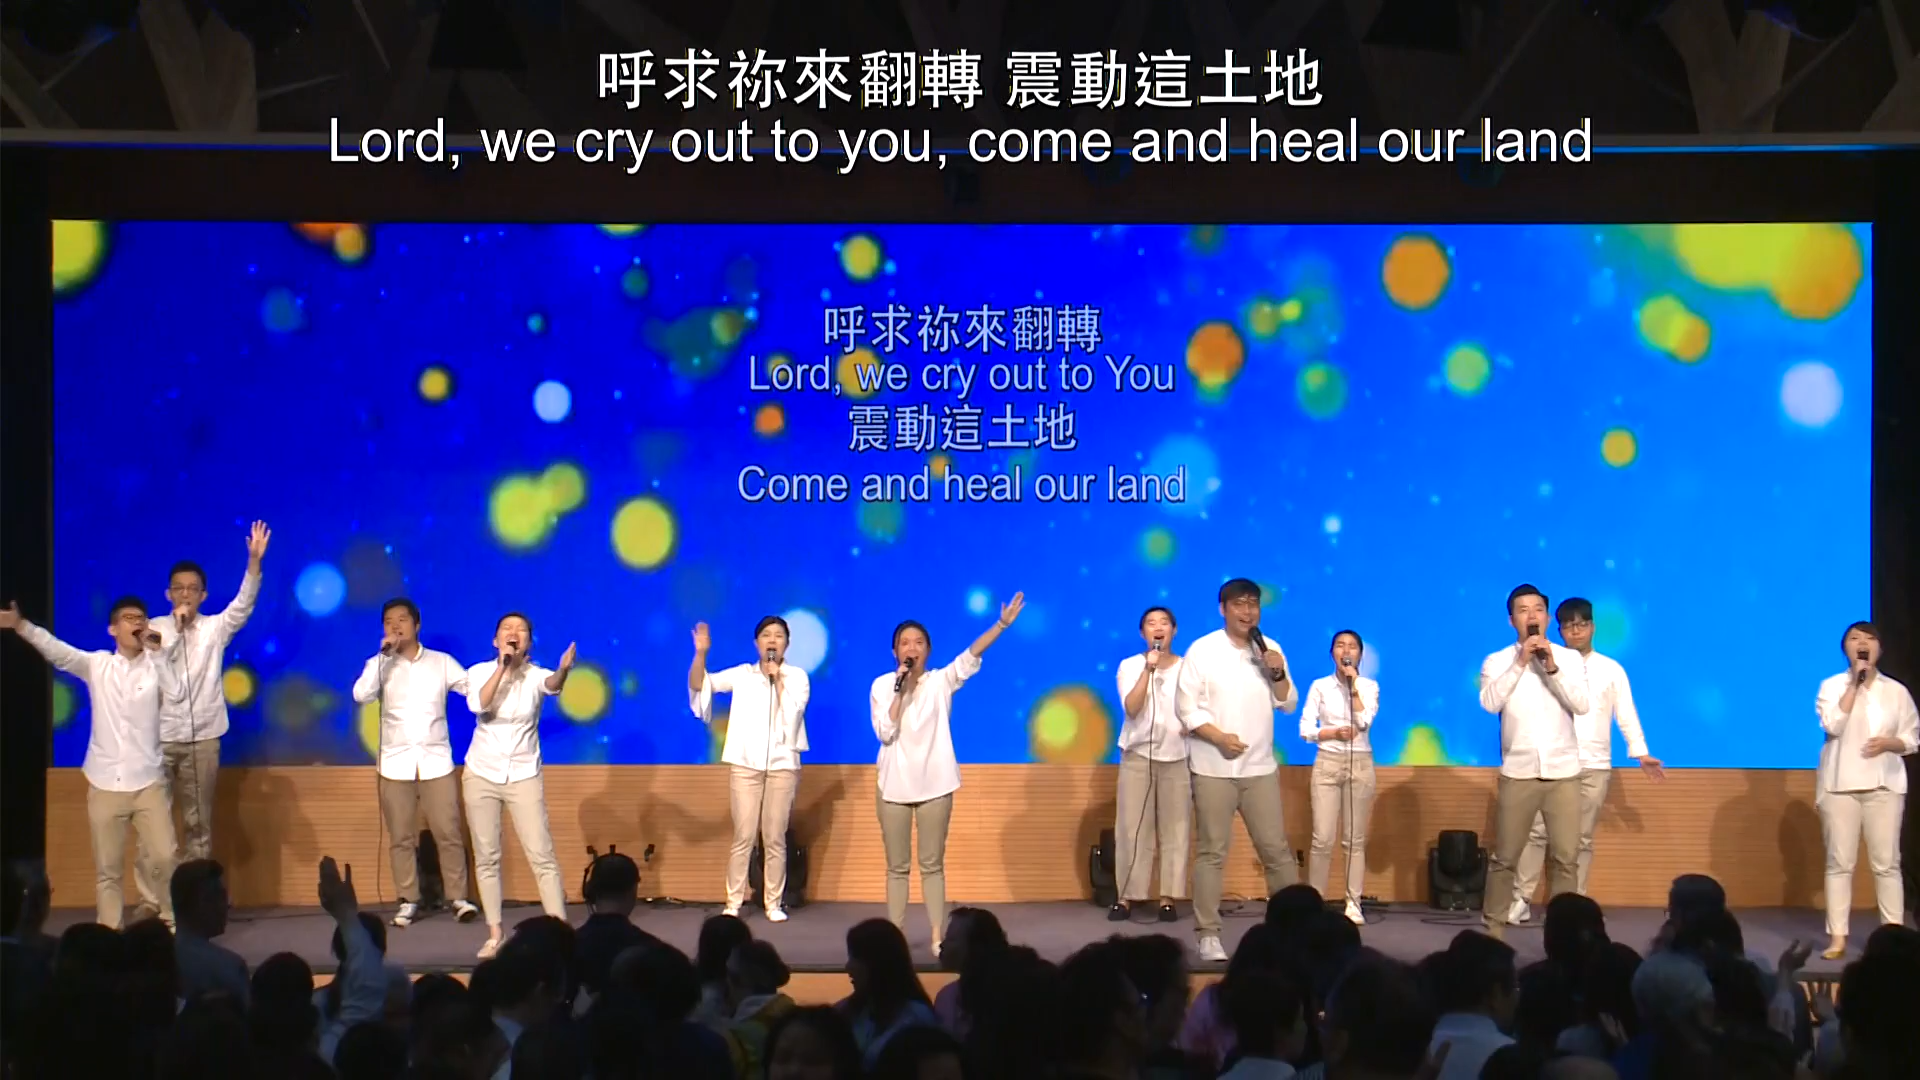 呼求祢來翻轉 震動這土地
Lord, we cry out to you, come and heal our land
呼求祢來翻轉
Lord, we cry out to You
震動這土地
Come and heal our land